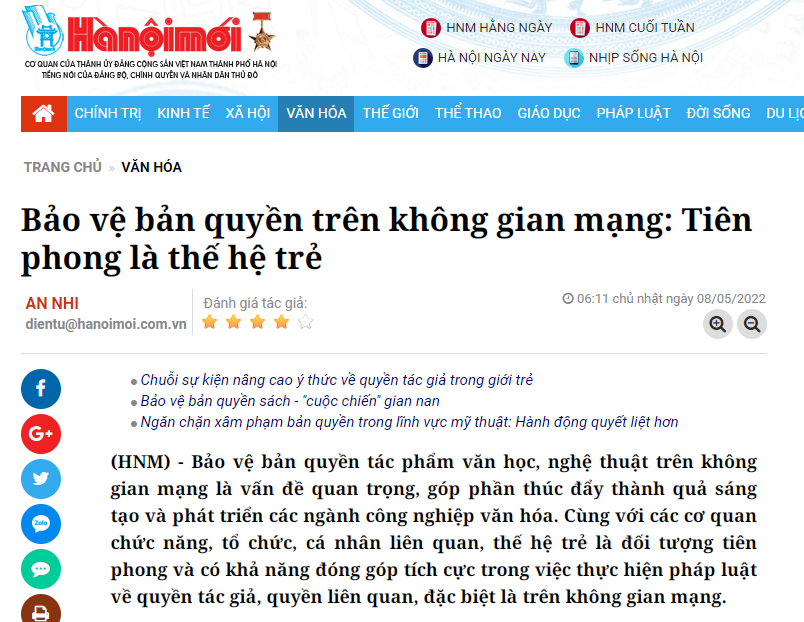 Hànộimới
CƠ QUAN CỦA THÀNH ỦY ĐẢNG CỘNG SẢN VIỆT NAM THÀNH PHỐ HÀ NỘI
TIẾNG NÓI CỦA ĐẢNG BỘ, CHÍNH QUYỀN VÀ NHÂN DÂN THỦ ĐÔ
HNM HẰNG NGÀY HNM CUỐI TUẦN
HÀ NỘI NGÀY NAY NHỊP SỐNG HÀ NỘI
CHÍNH TRỊ KINH TẾ XÃ HỘI VĂN HÓA THẾ GIỚI THỂ THAO GIÁO DỤC PHÁP LUẬT ĐỜI SỐNG DU LỊC
TRANG CHỦ » VĂN HÓA
Bảo vệ bản quyền trên không gian mạng: Tiên
phong là thế hệ trẻ
AN NHI
dientu@hanoimoi.com.vn
Đánh giá tác giả:
06:11 chủ nhật ngày 08/05/2022
Chuỗi sự kiện nâng cao ý thức về quyền tác giả trong giới trẻ
Bảo vệ bản quyền sách - "cuộc chiến" gian nan
Ngăn chặn xâm phạm bản quyền trong lĩnh vực mỹ thuật: Hành động quyết liệt hơn
f
G+
Zalo
(HNM) - Bảo vệ bản quyền tác phẩm văn học, nghệ thuật trên không
gian mạng là vấn đề quan trọng, góp phần thúc đẩy thành quả sáng
tạo và phát triển các ngành công nghiệp văn hóa. Cùng với các cơ quan
chức năng, tổ chức, cá nhân liên quan, thế hệ trẻ là đối tượng tiên
phong và có khả năng đóng góp tích cực trong việc thực hiện pháp luật
về quyền tác giả, quyền liên quan, đặc biệt là trên không gian mạng.